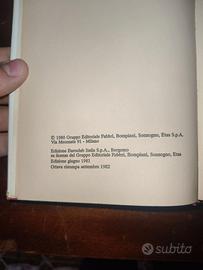 © 1980 Gruppo Editoriale Fabbri, Bompiani, Sonzogno, Etas S.p.A.
Via Mecenate 91 - Milano
Edizione Euroclub Italia S.p.A., Bergamo
su licenza del Gruppo Editoriale Fabbri, Bompiani, Sonzogno, Etas
Edizione giugno 1981
Ottava ristampa settembre 1982
subito